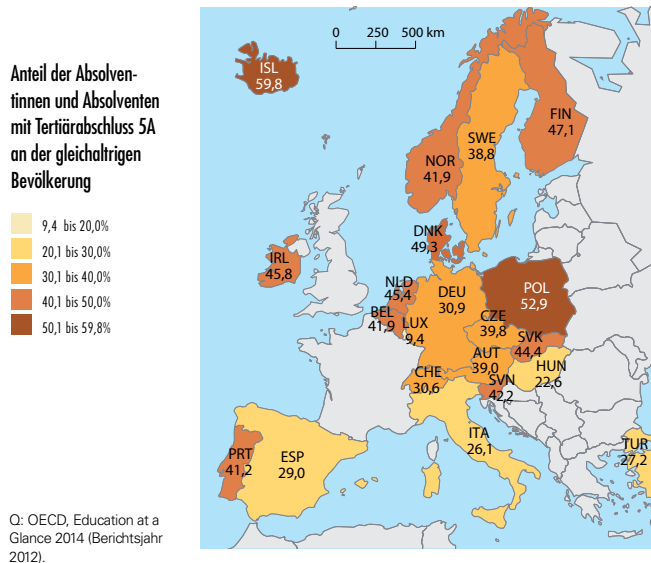 Anteil der Absolven-
tinnen und Absolventen
mit Tertiärabschluss 5A
an der gleichaltrigen
Bevölkerung
9,4 bis 20,0%
20,1 bis 30,0%
30,1 bis 40,0%
40,1 bis 50,0%
50,1 bis 59,8%
Q: OECD, Education at a
Glance 2014 (Berichtsjahr
2012).
0 250 500 km
ISL
59,8
FIN
47,1
SWE
38,8
NOR
41,9
DNK
49,3
IRL
45,8
NLD
45,4
BEL
41,9
LUX
9,4
DEU
30,9
POL
52,9
CZE
39,8
SVK
44,4
AUT
39,0
HUN
22,6
CHE
30,6
SVN
42,2
ITA
26,1
TUR
27,2
PRT
41,2
ESP
29,0